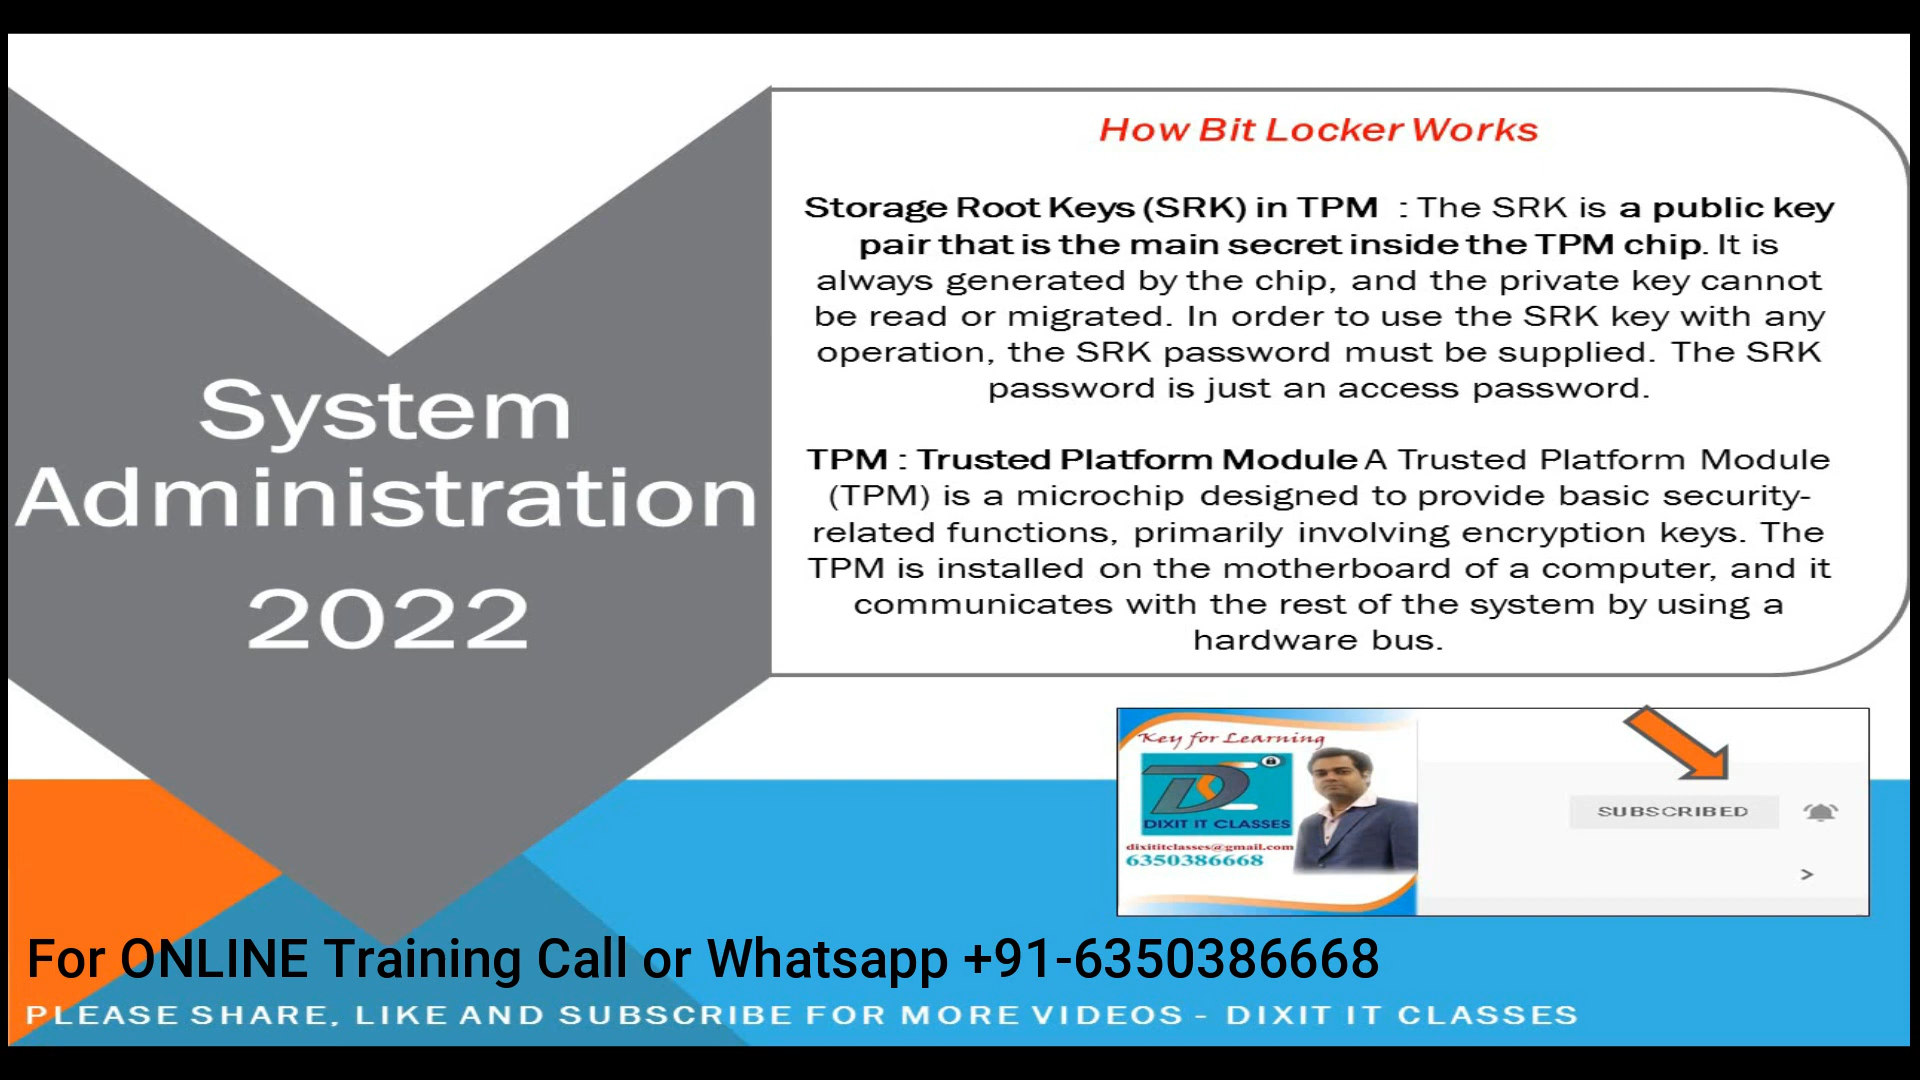 System
Administration
2022
How Bit Locker Works
Storage Root Keys (SRK) in TPM : The SRK is a public key
pair that is the main secret inside the TPM chip. It is
always generated by the chip, and the private key cannot
be read or migrated. In order to use the SRK key with any
operation, the SRK password must be supplied. The SRK
password is just an access password.
TPM : Trusted Platform Module A Trusted Platform Module
(TPM) is a microchip designed to provide basic security-
related functions, primarily involving encryption keys. The
TPM is installed on the motherboard of a computer, and it
communicates with the rest of the system by using a
hardware bus.
Key for Learning
DIXIT IT CLASSES
dixititclasses@gmail.com
6350386668
SUBSCRIBED
>
For ONLINE Training Call or Whatsapp +91-6350386668
PLEASE SHARE, LIKE AND SUBSCRIBE FOR MORE VIDEOS - DIXIT IT CLASSES